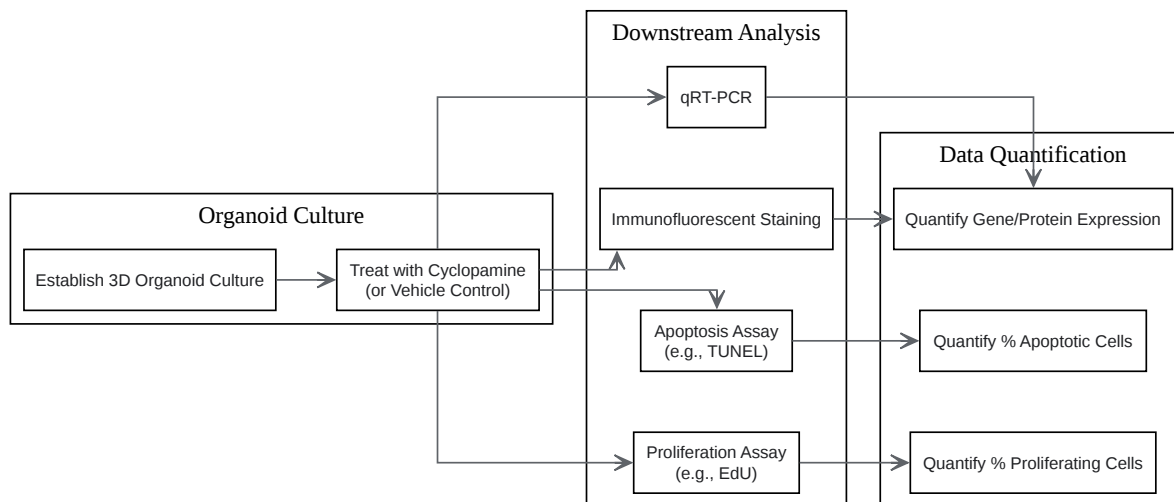 Downstream Analysis
qRT-PCR
Data Quantification
Organoid Culture
Immunofluorescent Staining
Quantify Gene/Protein Expression
Establish 3D Organoid Culture
Treat with Cyclopamine
(or Vehicle Control)
Apoptosis Assay
(e.g., TUNEL)
Quantify % Apoptotic Cells
Proliferation Assay
(e.g., EdU)
Quantify % Proliferating Cells